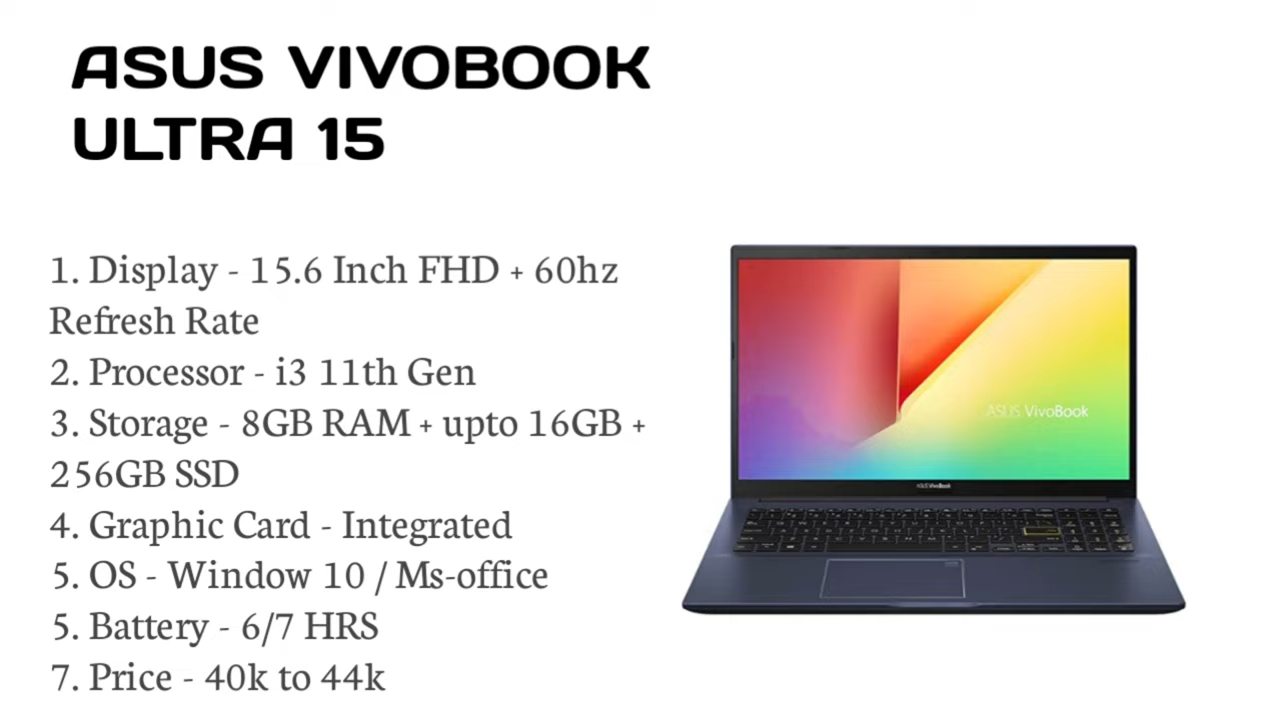 ASUS VIVOBOOK
ULTRA 15
1. Display - 15.6 Inch FHD + 60hz
Refresh Rate
2. Processor - i3 11th Gen
3. Storage - 8GB RAM + upto 16GB +
256GB SSD
4. Graphic Card - Integrated
5. OS - Window 10 / Ms-office
5. Battery - 6/7 HRS
7. Price - 40k to 44k
ASUS VivoBook
ASUS VivoBook